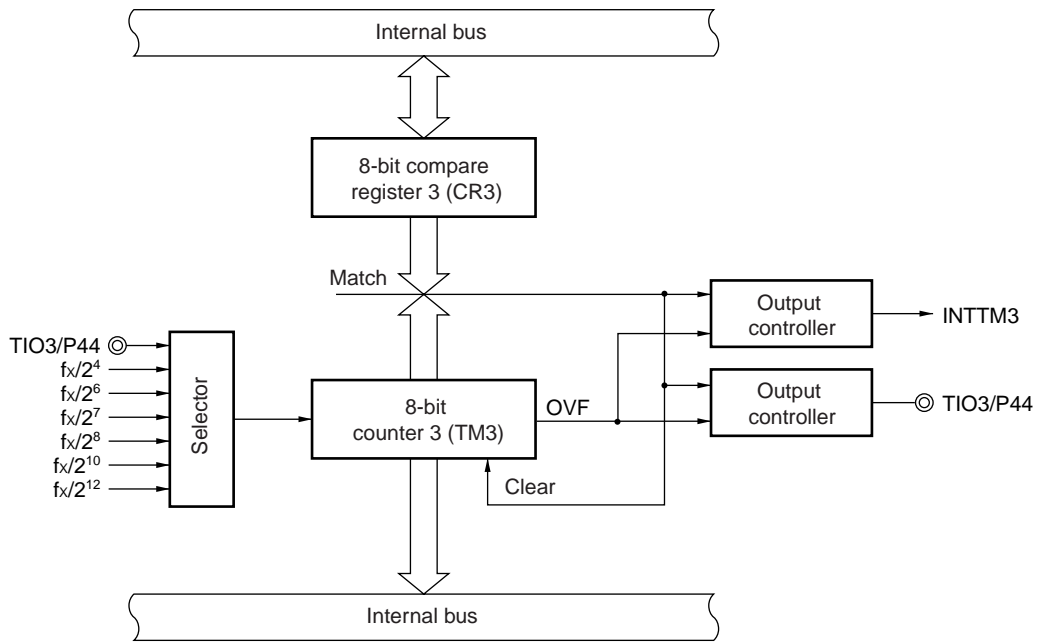 Internal bus
8-bit compare
register 3 (CR3)
Match
Output
controller
INTTM3
TIO3/P44
fx/2⁴
fx/2⁶
fx/2⁷
fx/2⁸
fx/2¹⁰
fx/2¹²
Selector
8-bit
counter 3 (TM3)
OVF
Output
controller
TIO3/P44
Clear
Internal bus